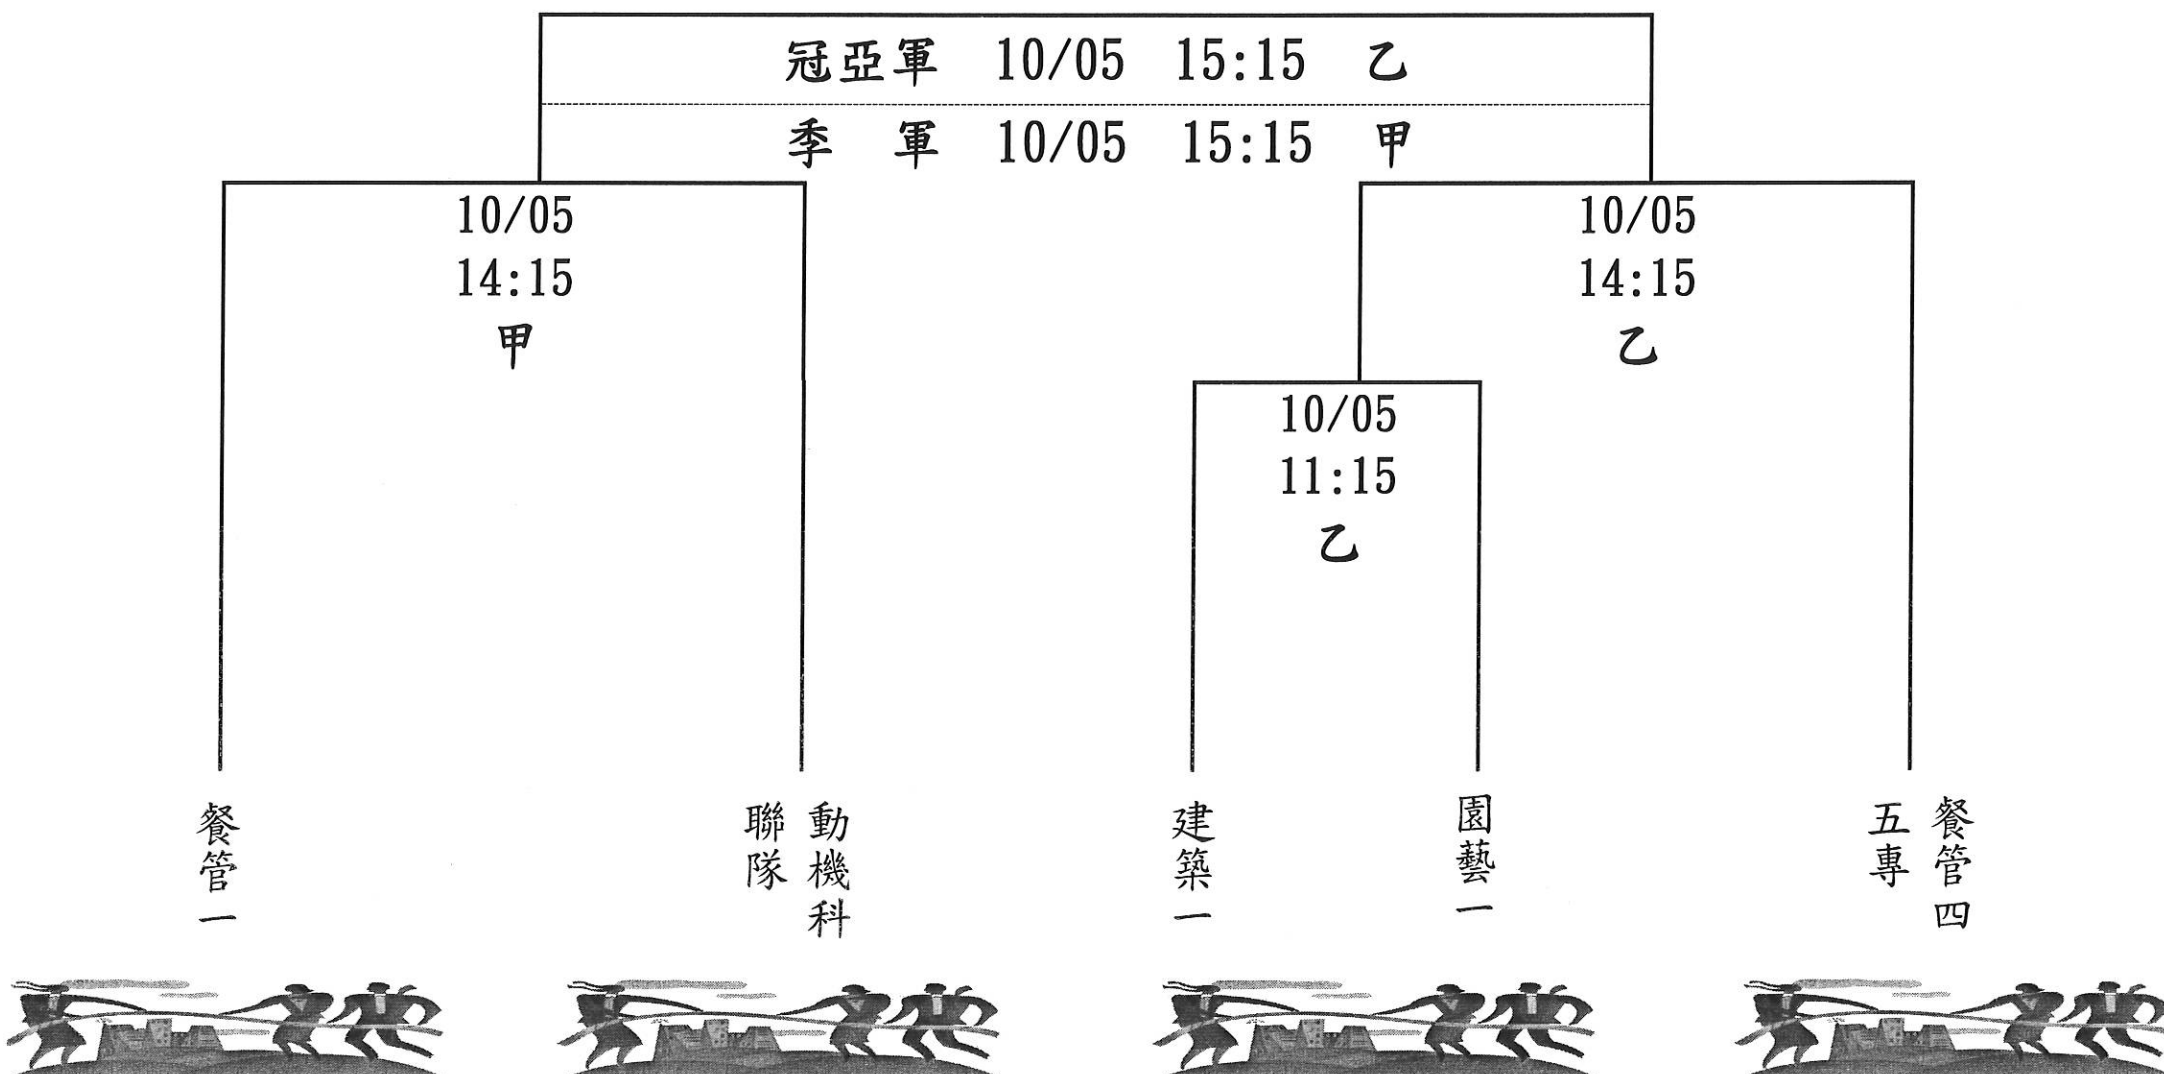 冠亞軍 10/05 15:15 乙
季 軍 10/05 15:15 甲
10/05
14:15
甲
10/05
14:15
乙
10/05
11:15
乙
餐管一
動機科
聯隊
建築一
園藝一
餐管四
五專